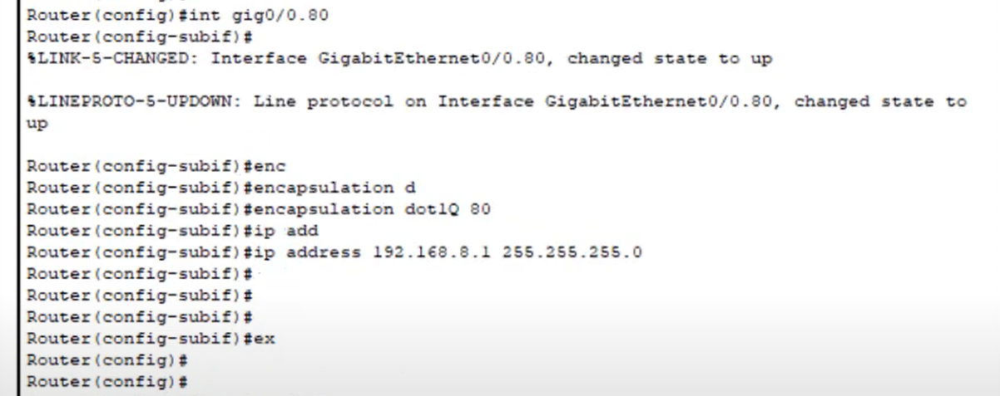 Router(config)#int gig0/0.80
Router(config-subif)#
%LINK-5-CHANGED: Interface GigabitEthernet0/0.80, changed state to up
%LINEPROTO-5-UPDOWN: Line protocol on Interface GigabitEthernet0/0.80, changed state to
up
Router(config-subif)#enc
Router(config-subif)#encapsulation d
Router(config-subif)#encapsulation dot1Q 80
Router(config-subif)#ip add
Router(config-subif)#ip address 192.168.8.1 255.255.255.0
Router(config-subif)#
Router(config-subif)#
Router(config-subif)#
Router(config-subif)#ex
Router(config)#
Router(config)#